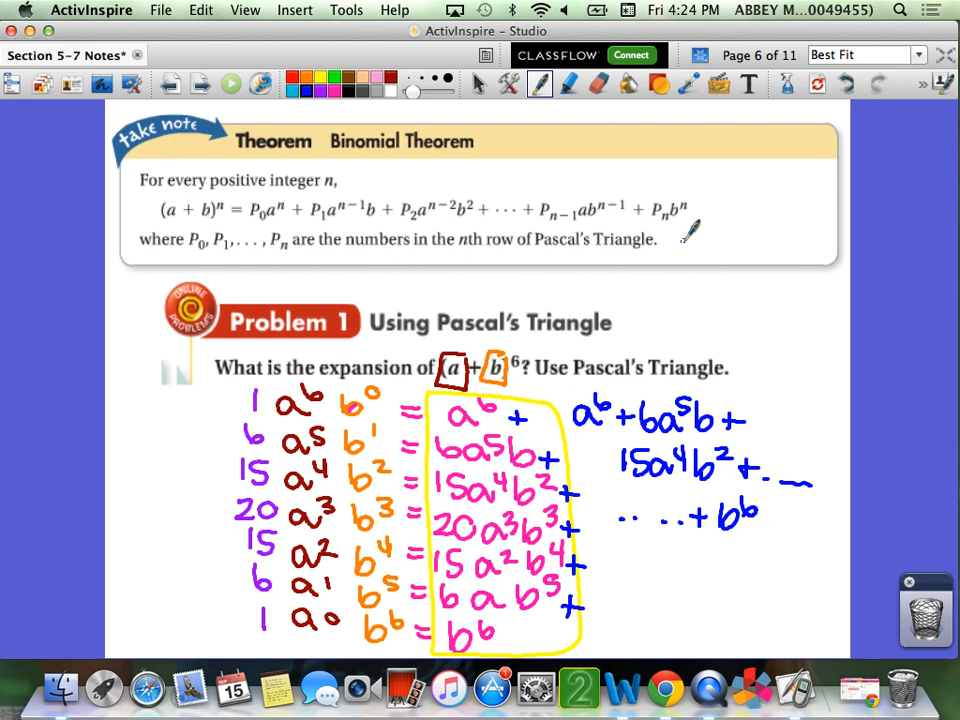 ActivInspire File Edit View Insert Tools Help Fri 4:24 PM ABBEY M...0049455)
ActivInspire - Studio
Section 5-7 Notes* CLASSFLOW Connect Page 6 of 11 Best Fit
take note
Theorem Binomial Theorem
For every positive integer n,
(a + b)ⁿ = P₀aⁿ + P₁aⁿ⁻¹b + P₂aⁿ⁻²b² + ⋯ + Pₙ₋₁abⁿ⁻¹ + Pₙbⁿ
where P₀, P₁, . . . , Pₙ are the numbers in the nth row of Pascal's Triangle.
ONLINE PROBLEMS
Problem 1 Using Pascal's Triangle
What is the expansion of (a + b)⁶? Use Pascal's Triangle.
1 a⁶ b⁰ = a⁶ +
6 a⁵ b¹ = 6a⁵b +
15 a⁴ b² = 15a⁴b² +
20 a³ b³ = 20a³b³ +
15 a² b⁴ = 15a²b⁴ +
6 a¹ b⁵ = 6ab⁵ +
1 a⁰ b⁶ = b⁶
a⁶ + 6a⁵b +
15a⁴b² + . __
.. .. + b⁶
SEP
15
2
W
1